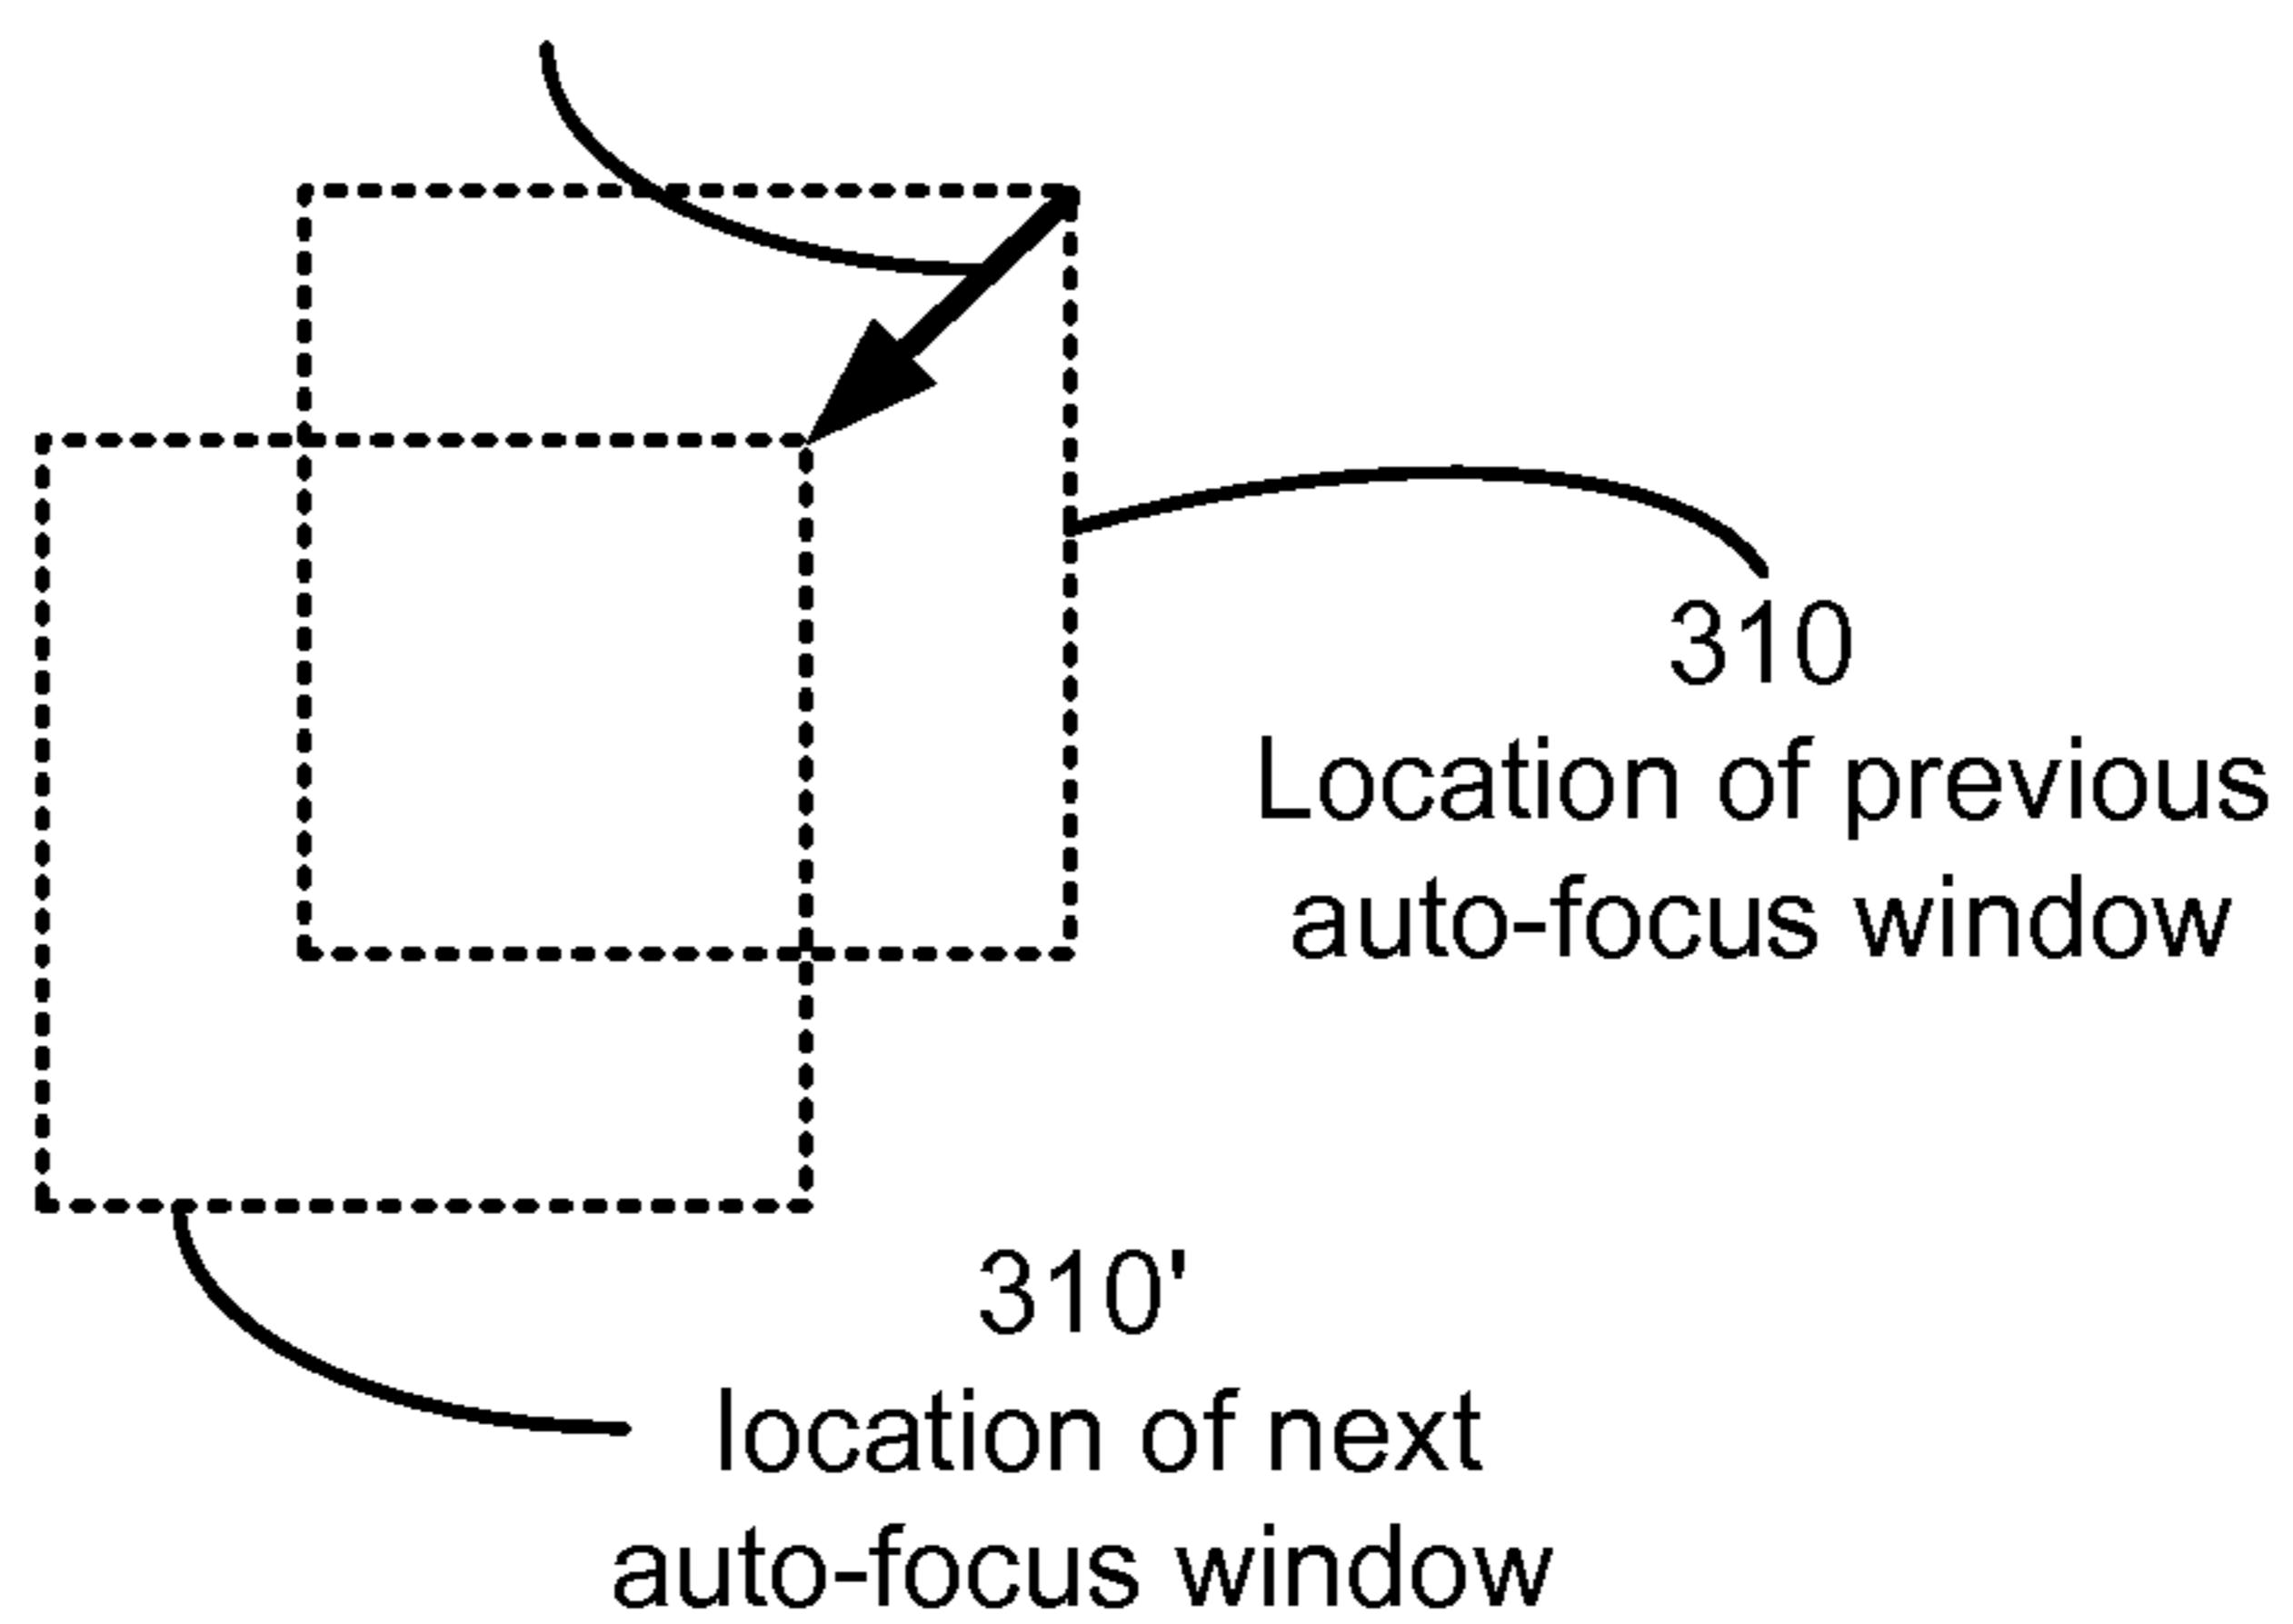 310
Location of previous
auto-focus window
310'
location of next
auto-focus window